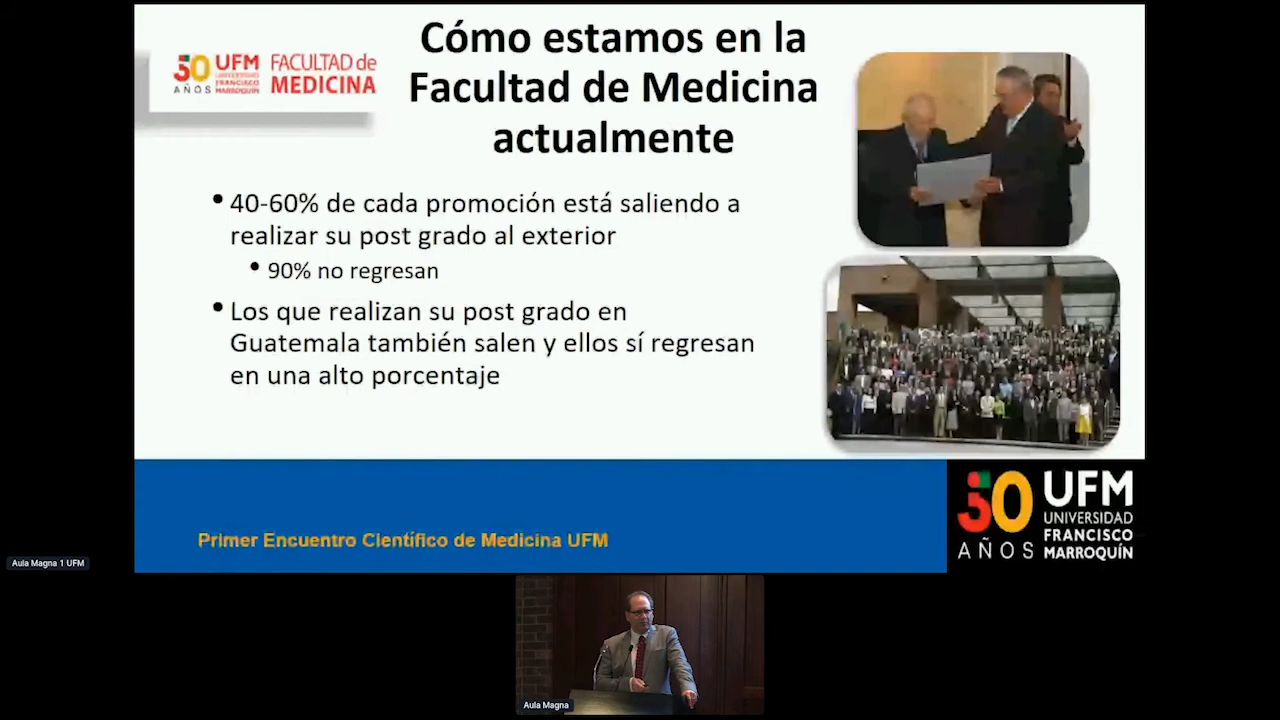 50 AÑOS
UFM
UNIVERSIDAD
FRANCISCO
MARROQUÍN
FACULTAD de
MEDICINA
Cómo estamos en la
Facultad de Medicina
actualmente
• 40-60% de cada promoción está saliendo a
realizar su post grado al exterior
• 90% no regresan
• Los que realizan su post grado en
Guatemala también salen y ellos sí regresan
en una alto porcentaje
Primer Encuentro Científico de Medicina UFM
50 AÑOS
UFM
UNIVERSIDAD
FRANCISCO
MARROQUÍN
Aula Magna 1 UFM
Aula Magna